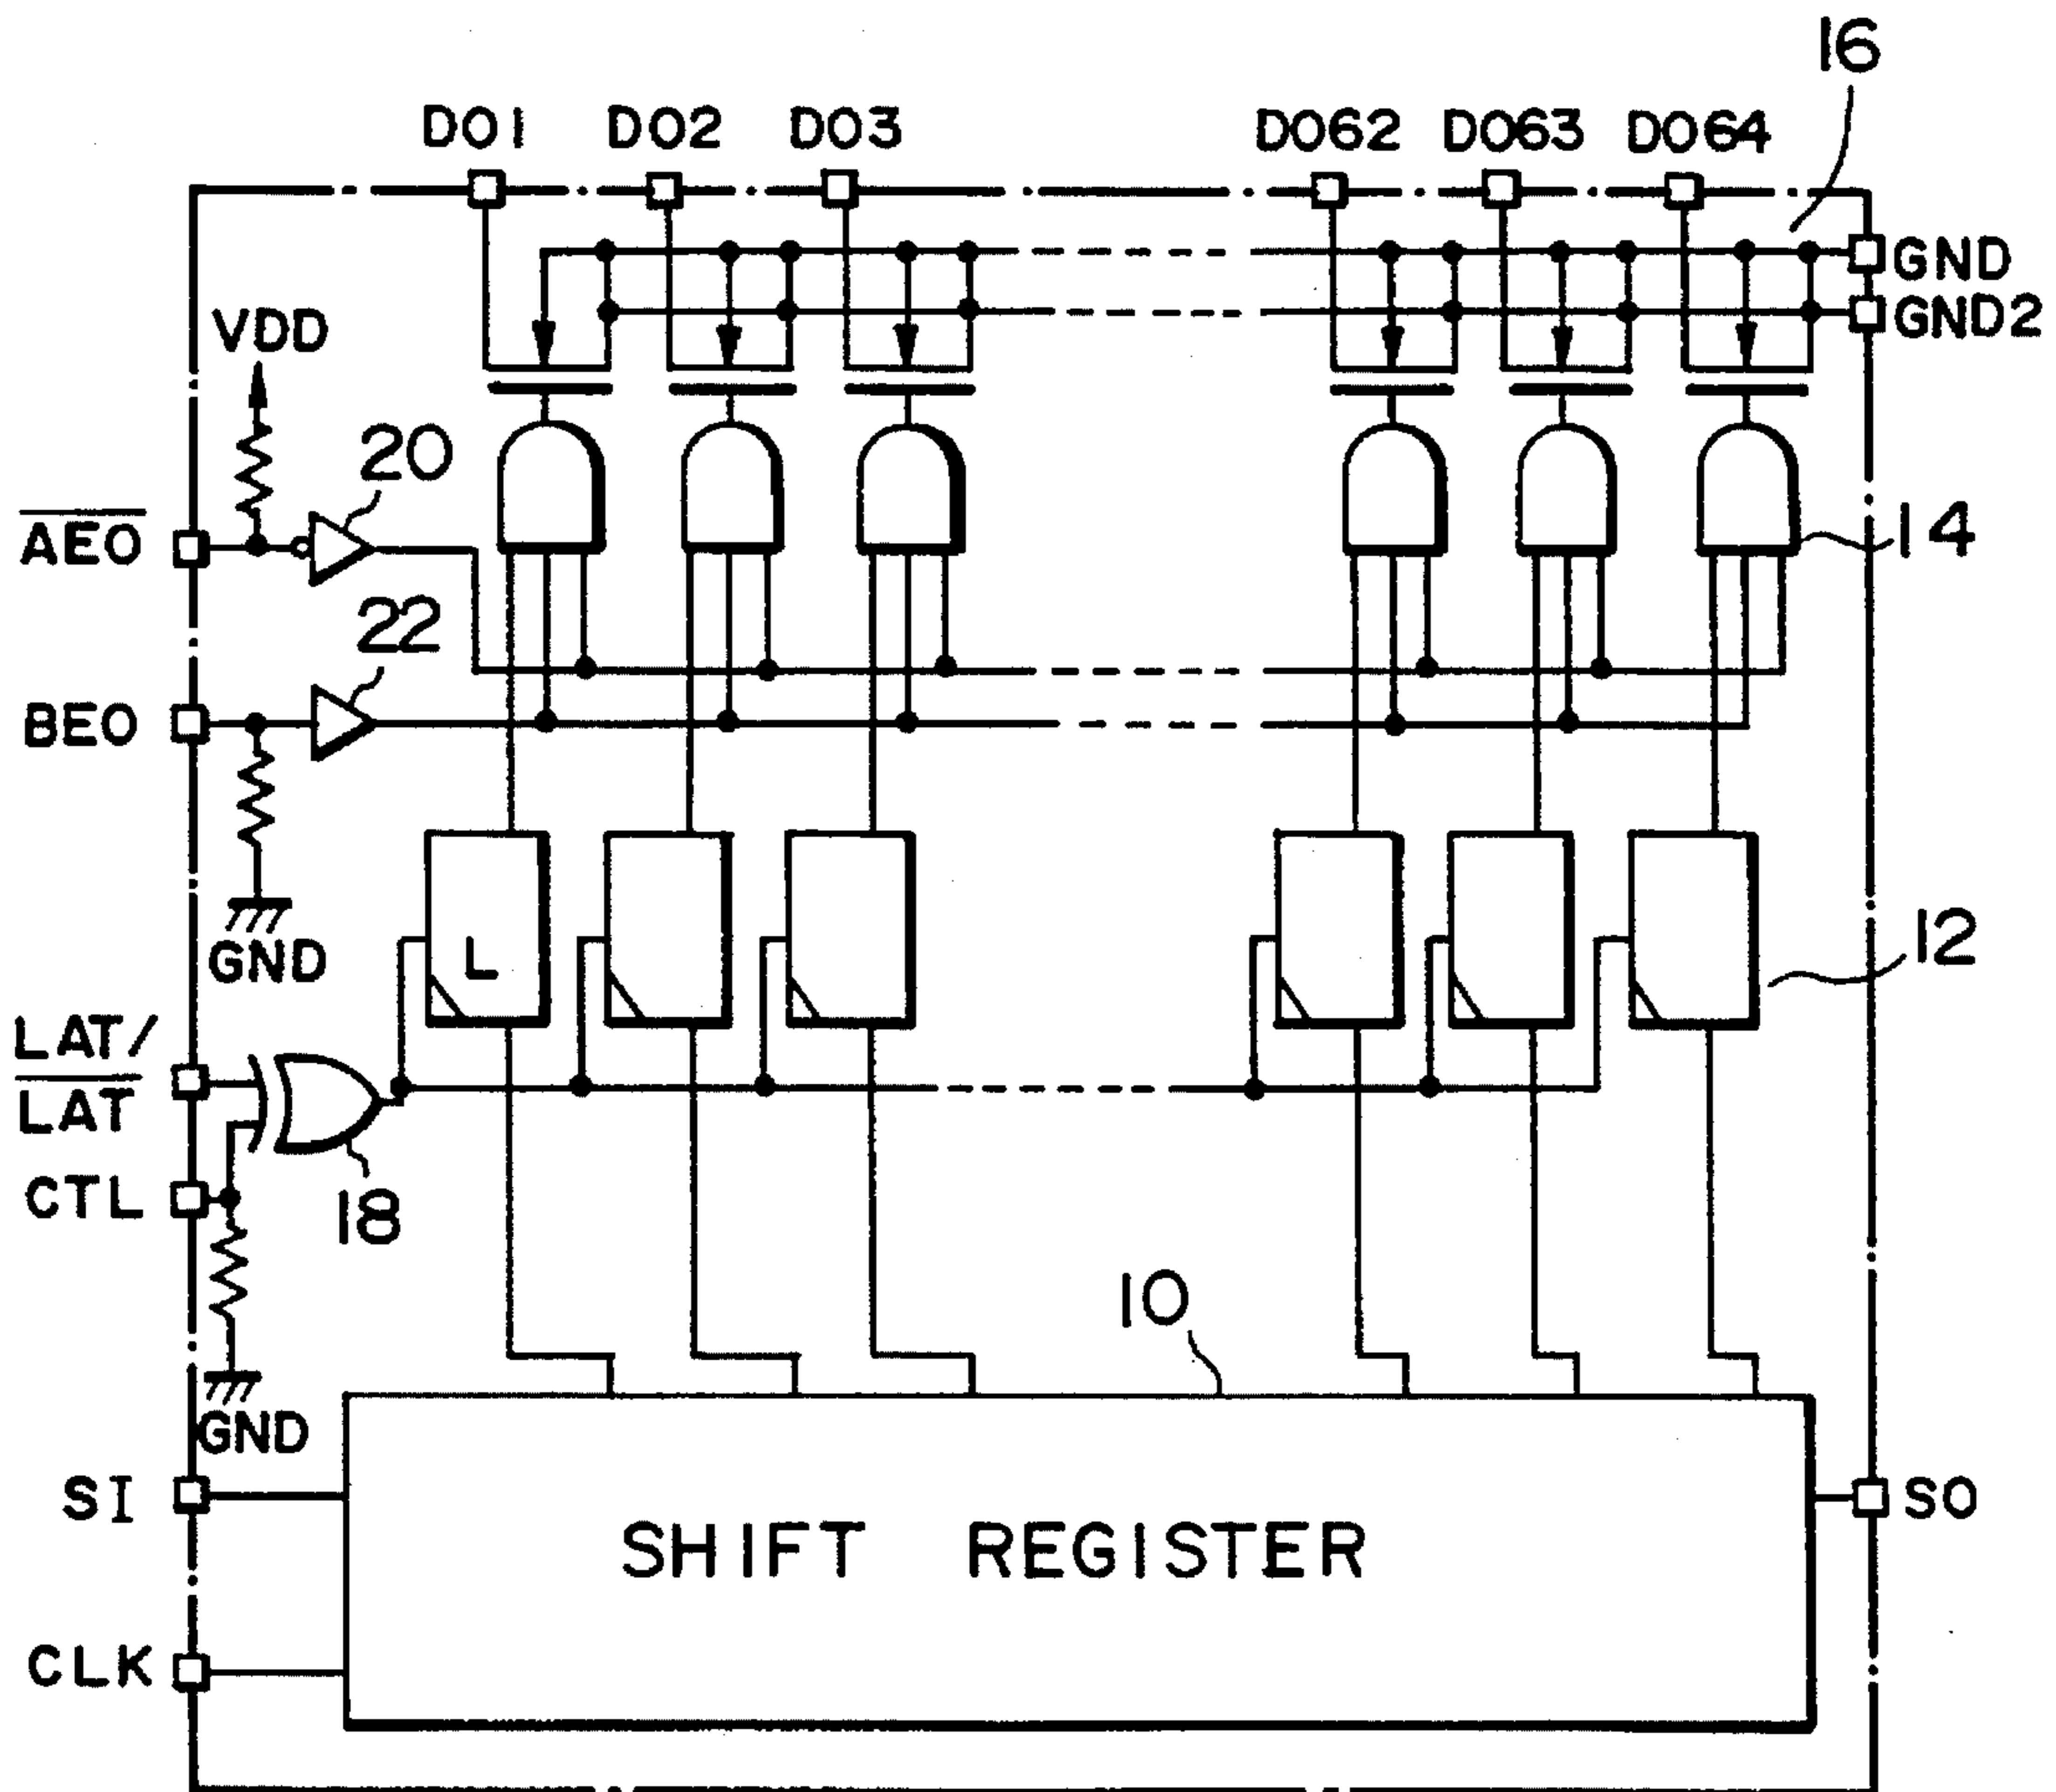 16
DO1 DO2 DO3 DO62 DO63 DO64
GND
GND2
VDD
20
AEO
14
22
BEO
GND
L
12
LAT/
LAT
CTL
18
10
GND
SI
SHIFT REGISTER
SO
CLK